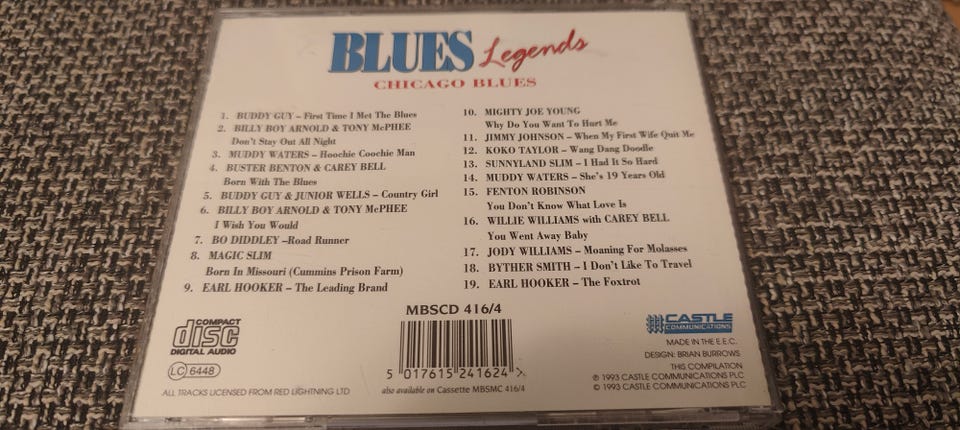 BLUES Legends
CHICAGO BLUES
1. BUDDY GUY – First Time I Met The Blues
2. BILLY BOY ARNOLD & TONY McPHEE
Don't Stay Out All Night
3. MUDDY WATERS – Hoochie Coochie Man
4. BUSTER BENTON & CAREY BELL
Born With The Blues
5. BUDDY GUY & JUNIOR WELLS – Country Girl
6. BILLY BOY ARNOLD & TONY McPHEE
I Wish You Would
7. BO DIDDLEY –Road Runner
8. MAGIC SLIM
Born In Missouri (Cummins Prison Farm)
9. EARL HOOKER – The Leading Brand
10. MIGHTY JOE YOUNG
Why Do You Want To Hurt Me
11. JIMMY JOHNSON – When My First Wife Quit Me
12. KOKO TAYLOR – Wang Dang Doodle
13. SUNNYLAND SLIM – I Had It So Hard
14. MUDDY WATERS – She's 19 Years Old
15. FENTON ROBINSON
You Don't Know What Love Is
16. WILLIE WILLIAMS with CAREY BELL
You Went Away Baby
17. JODY WILLIAMS – Moaning For Molasses
18. BYTHER SMITH – I Don't Like To Travel
19. EARL HOOKER – The Foxtrot
COMPACT
disc
DIGITAL AUDIO
LC 6448
ALL TRACKS LICENSED FROM RED LIGHTNING LTD
MBSCD 416/4
5 017615 241624 >
also available on Cassette MBSMC 416/4
CASTLE
COMMUNICATIONS
MADE IN THE E.E.C.
DESIGN: BRIAN BURROWS
THIS COMPILATION
℗ 1993 CASTLE COMMUNICATIONS PLC
© 1993 CASTLE COMMUNICATIONS PLC